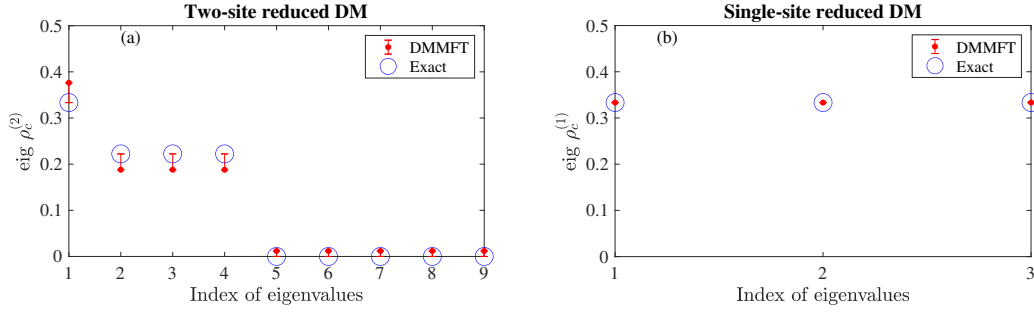 Two-site reduced DM
(a)
DMMFT
Exact
0.5
0.4
0.3
0.2
0.1
0
eig ρ_c^{(2)}
1 2 3 4 5 6 7 8 9
Index of eigenvalues
Single-site reduced DM
(b)
DMMFT
Exact
0.5
0.4
0.3
0.2
0.1
0
eig ρ_c^{(1)}
1 2 3
Index of eigenvalues